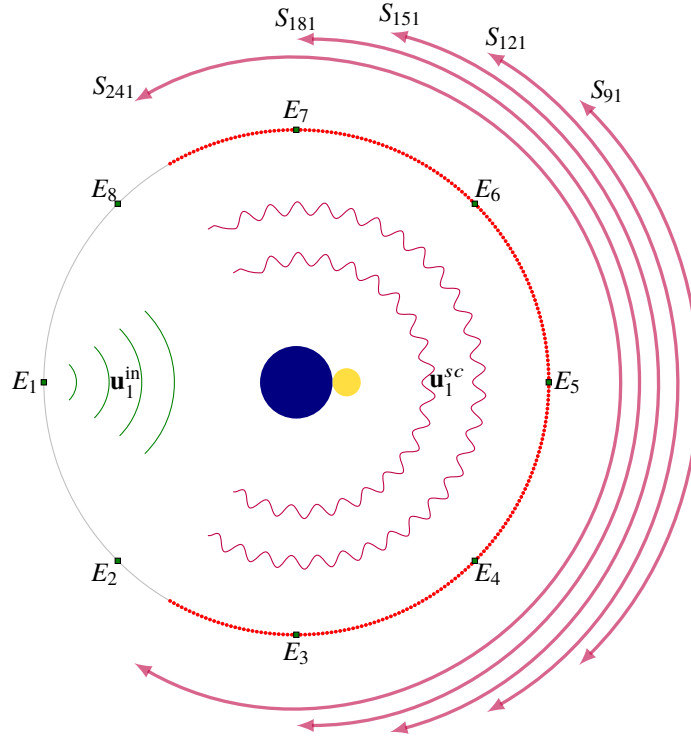 S₁₈₁
S₁₅₁
S₁₂₁
S₂₄₁
S₉₁
E₇
E₈
E₆
E₁
u₁ⁱⁿ
u₁ˢᶜ
E₅
E₂
E₄
E₃